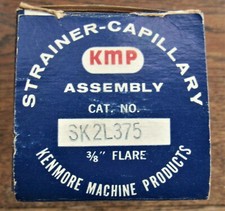 STRAINER-CAPILLARY
KMP
ASSEMBLY
CAT. NO.
SK2L375
3/8" FLARE
KENMORE MACHINE PRODUCTS